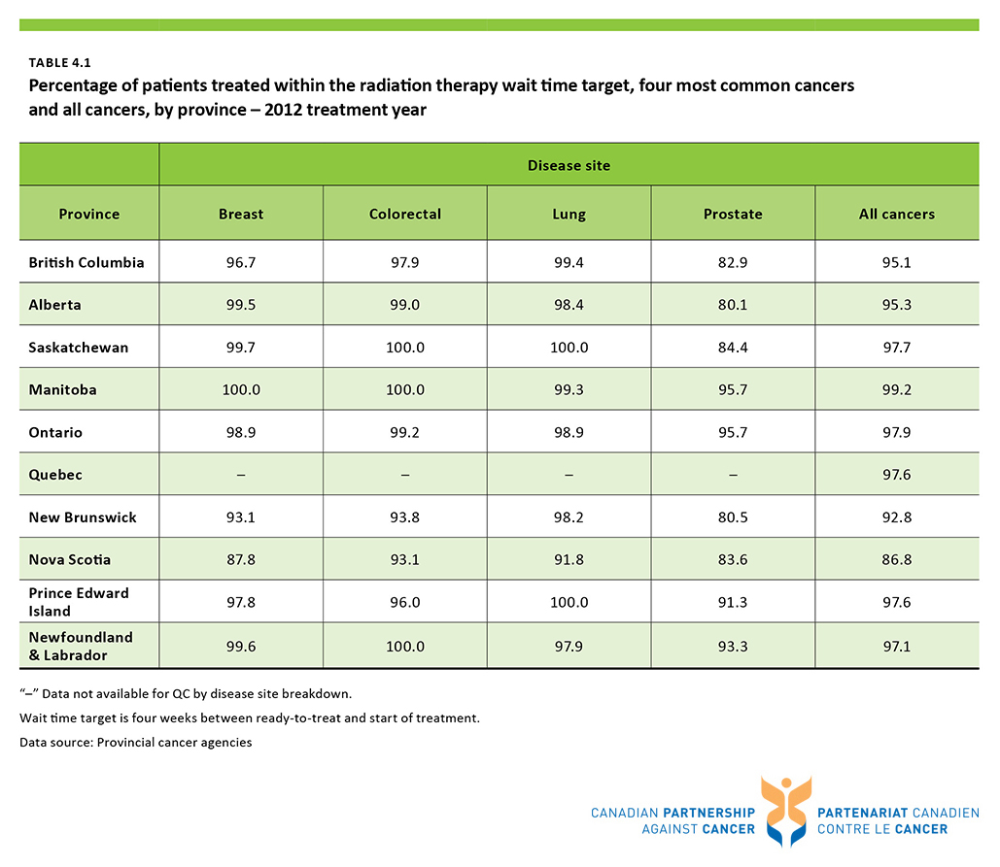 TABLE 4.1
Percentage of patients treated within the radiation therapy wait time target, four most common cancers
and all cancers, by province – 2012 treatment year
Disease site
Province Breast Colorectal Lung Prostate All cancers
British Columbia 96.7 97.9 99.4 82.9 95.1
Alberta 99.5 99.0 98.4 80.1 95.3
Saskatchewan 99.7 100.0 100.0 84.4 97.7
Manitoba 100.0 100.0 99.3 95.7 99.2
Ontario 98.9 99.2 98.9 95.7 97.9
Quebec – – – – 97.6
New Brunswick 93.1 93.8 98.2 80.5 92.8
Nova Scotia 87.8 93.1 91.8 83.6 86.8
Prince Edward
Island 97.8 96.0 100.0 91.3 97.6
Newfoundland
& Labrador 99.6 100.0 97.9 93.3 97.1
“–” Data not available for QC by disease site breakdown.
Wait time target is four weeks between ready-to-treat and start of treatment.
Data source: Provincial cancer agencies
CANADIAN PARTNERSHIP
AGAINST CANCER
PARTENARIAT CANADIEN
CONTRE LE CANCER